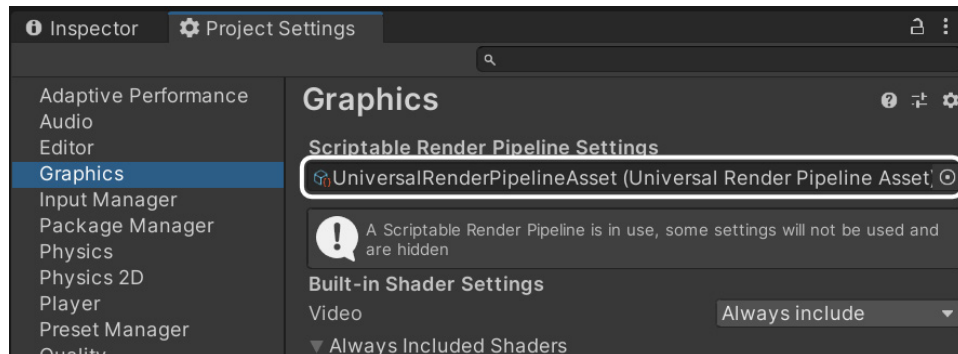 Inspector
Project Settings
Adaptive Performance
Audio
Editor
Graphics
Input Manager
Package Manager
Physics
Physics 2D
Player
Preset Manager
Quality
Graphics
Scriptable Render Pipeline Settings
UniversalRenderPipelineAsset (Universal Render Pipeline Asset)
A Scriptable Render Pipeline is in use, some settings will not be used and
are hidden
Built-in Shader Settings
Video
Always include
Always Included Shaders